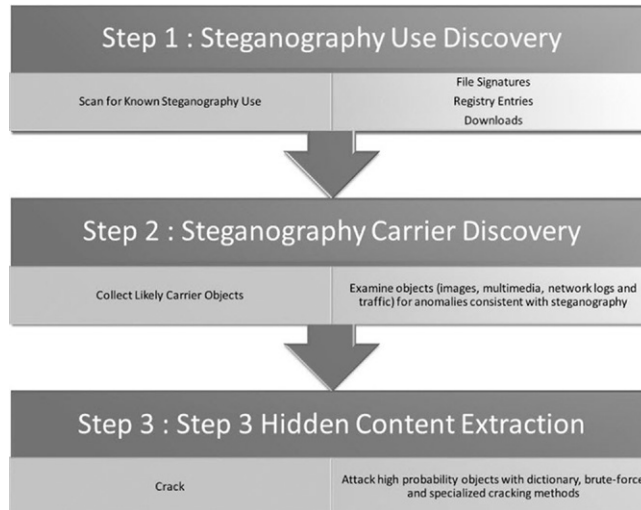 Step 1 : Steganography Use Discovery
Scan for Known Steganography Use
File Signatures
Registry Entries
Downloads
Step 2 : Steganography Carrier Discovery
Collect Likely Carrier Objects
Examine objects (images, multimedia, network logs and
traffic) for anomalies consistent with steganography
Step 3 : Step 3 Hidden Content Extraction
Crack
Attack high probability objects with dictionary, brute-force
and specialized cracking methods